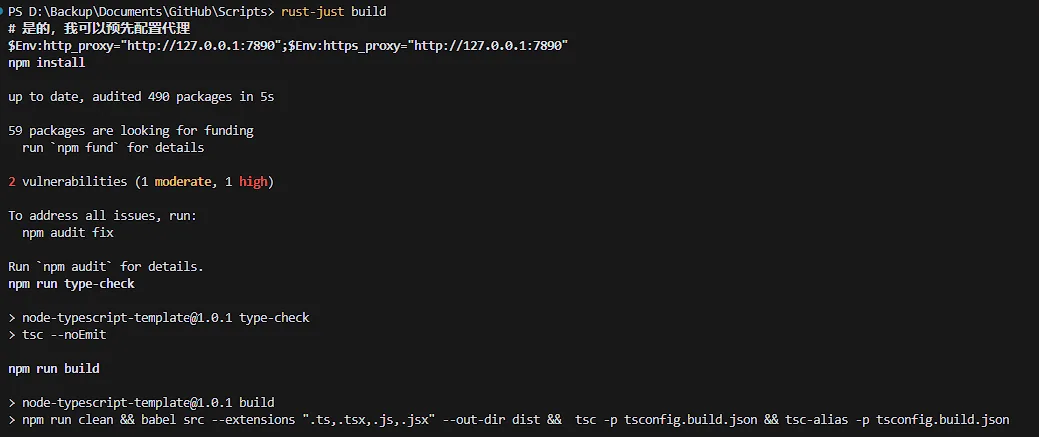 PS D:\Backup\Documents\GitHub\Scripts> rust-just build
# 是的，我可以预先配置代理
$Env:http_proxy="http://127.0.0.1:7890";$Env:https_proxy="http://127.0.0.1:7890"
npm install
up to date, audited 490 packages in 5s
59 packages are looking for funding
run `npm fund` for details
2 vulnerabilities (1 moderate, 1 high)
To address all issues, run:
npm audit fix
Run `npm audit` for details.
npm run type-check
> node-typescript-template@1.0.1 type-check
> tsc --noEmit
npm run build
> node-typescript-template@1.0.1 build
> npm run clean && babel src --extensions ".ts,.tsx,.js,.jsx" --out-dir dist &&  tsc -p tsconfig.build.json && tsc-alias -p tsconfig.build.json